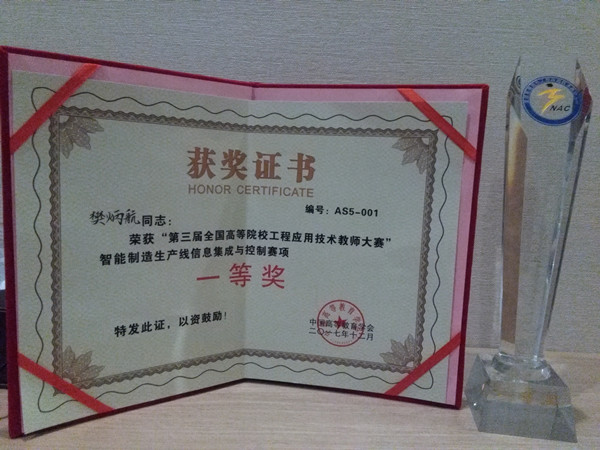 获奖证书
HONOR CERTIFICATE
编号：AS5-001
樊炳航同志：
荣获“第三届全国高等院校工程应用技术教师大赛”
智能制造生产线信息集成与控制赛项
一等奖
特发此证，以资鼓励！
中国高等教育学会
二〇一七年十二月
NAC